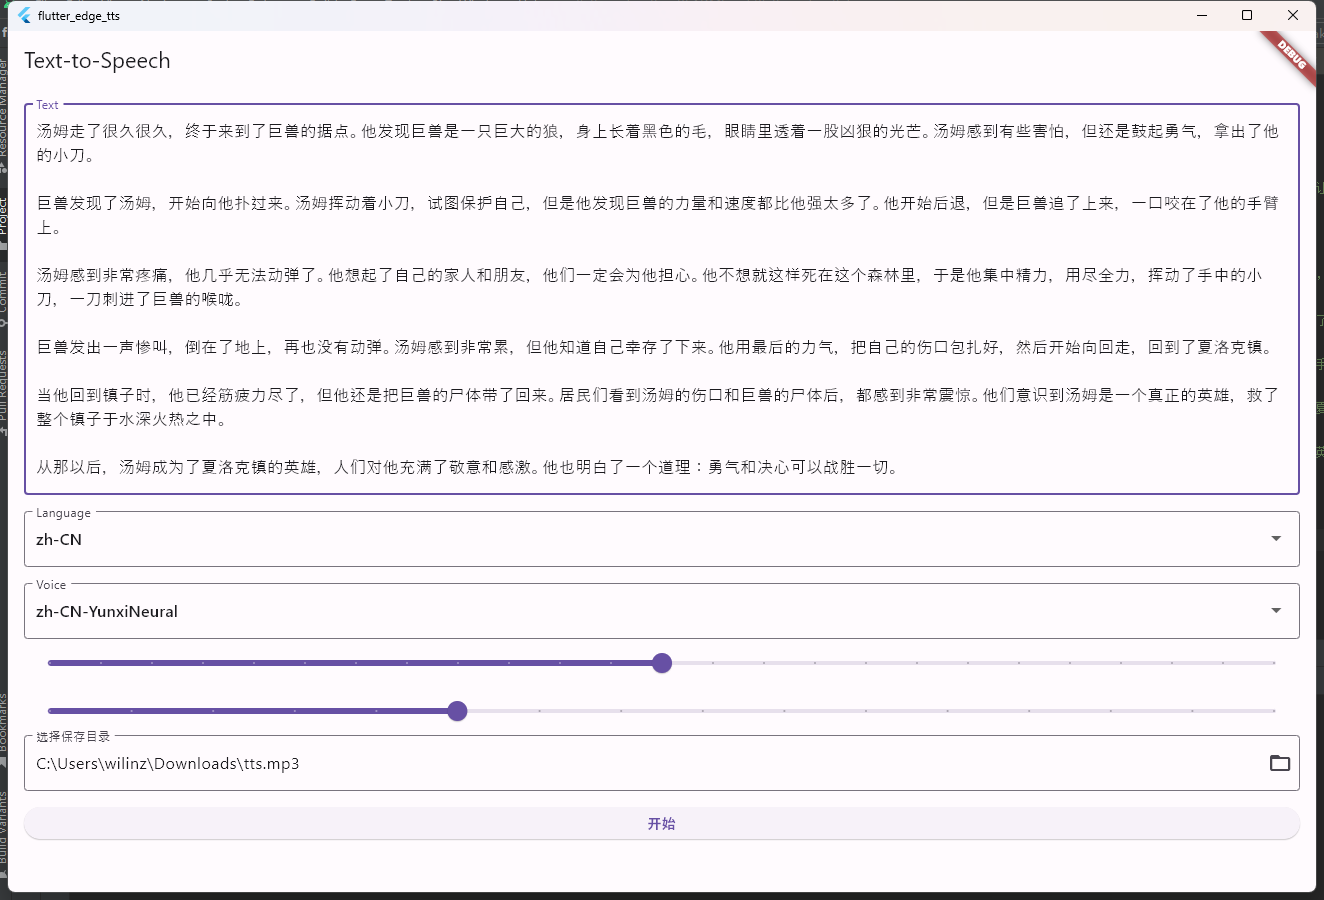 flutter_edge_tts
Text-to-Speech
DEBUG
Text
汤姆走了很久很久，终于来到了巨兽的据点。他发现巨兽是一只巨大的狼，身上长着黑色的毛，眼睛里透着一股凶狠的光芒。汤姆感到有些害怕，但还是鼓起勇气，拿出了他
的小刀。
巨兽发现了汤姆，开始向他扑过来。汤姆挥动着小刀，试图保护自己，但是他发现巨兽的力量和速度都比他强太多了。他开始后退，但是巨兽追了上来，一口咬在了他的手臂
上。
汤姆感到非常疼痛，他几乎无法动弹了。他想起了自己的家人和朋友，他们一定会为他担心。他不想就这样死在这个森林里，于是他集中精力，用尽全力，挥动了手中的小
刀，一刀刺进了巨兽的喉咙。
巨兽发出一声惨叫，倒在了地上，再也没有动弹。汤姆感到非常累，但他知道自己幸存了下来。他用最后的力气，把自己的伤口包扎好，然后开始向回走，回到了夏洛克镇。
当他回到镇子时，他已经筋疲力尽了，但他还是把巨兽的尸体带了回来。居民们看到汤姆的伤口和巨兽的尸体后，都感到非常震惊。他们意识到汤姆是一个真正的英雄，救了
整个镇子于水深火热之中。
从那以后，汤姆成为了夏洛克镇的英雄，人们对他充满了敬意和感激。他也明白了一个道理：勇气和决心可以战胜一切。
Language
zh-CN
Voice
zh-CN-YunxiNeural
选择保存目录
C:\Users\wilinz\Downloads\tts.mp3
开始
Resource Manager
Project
Commit
Pull Requests
Bookmarks
Build Variants